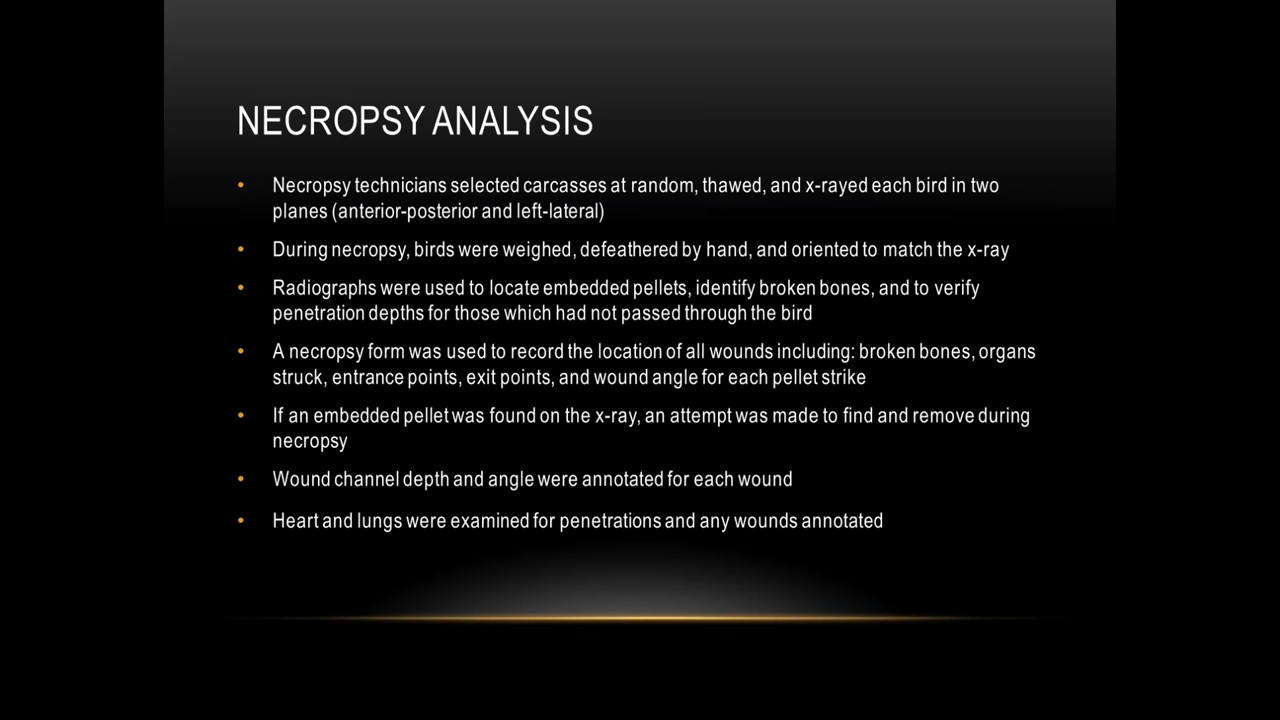 NECROPSY ANALYSIS
• Necropsy technicians selected carcasses at random, thawed, and x-rayed each bird in two
planes (anterior-posterior and left-lateral)
• During necropsy, birds were weighed, defeathered by hand, and oriented to match the x-ray
• Radiographs were used to locate embedded pellets, identify broken bones, and to verify
penetration depths for those which had not passed through the bird
• A necropsy form was used to record the location of all wounds including: broken bones, organs
struck, entrance points, exit points, and wound angle for each pellet strike
• If an embedded pellet was found on the x-ray, an attempt was made to find and remove during
necropsy
• Wound channel depth and angle were annotated for each wound
• Heart and lungs were examined for penetrations and any wounds annotated